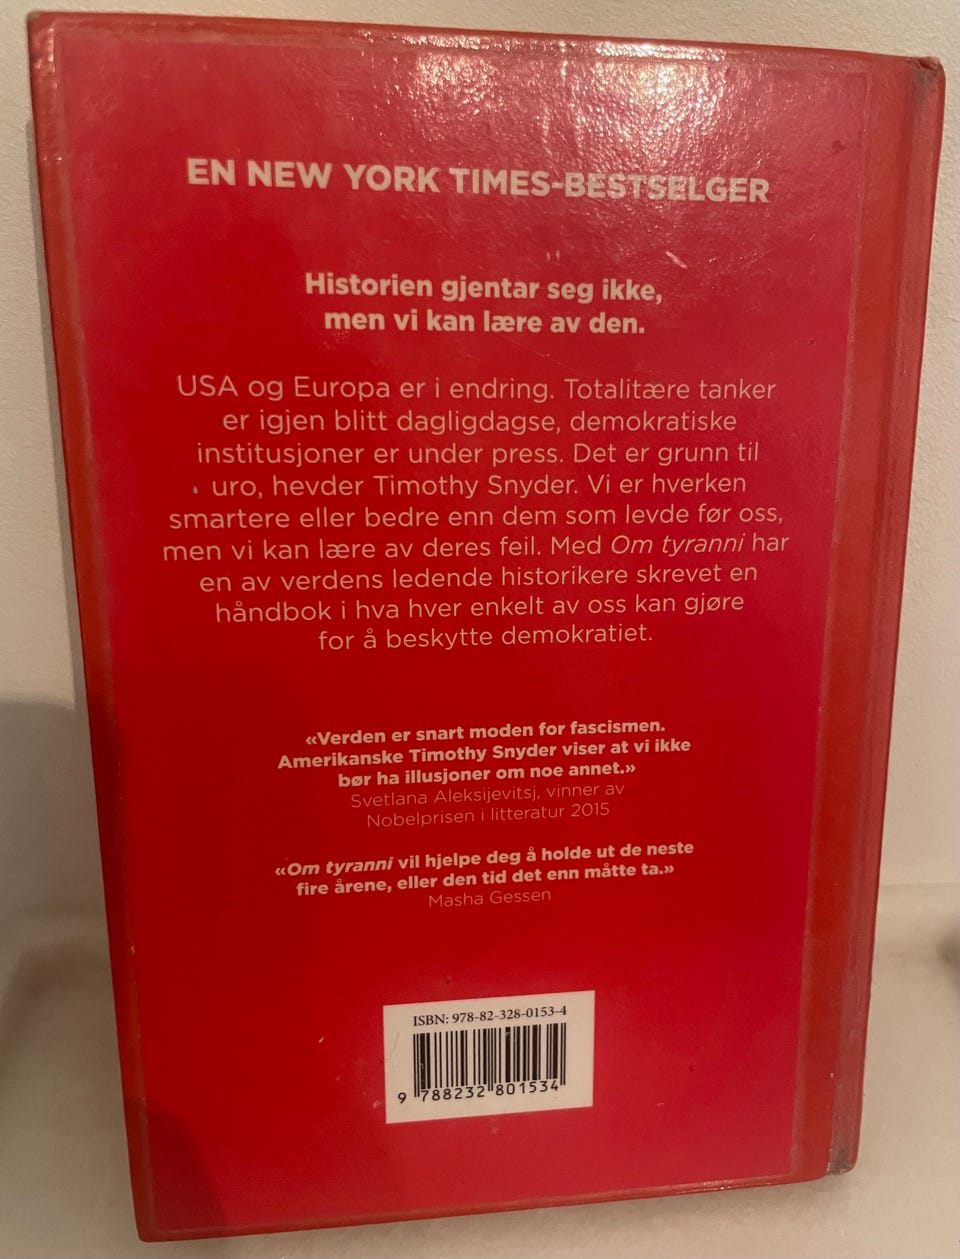 EN NEW YORK TIMES-BESTSELGER
Historien gjentar seg ikke,
men vi kan lære av den.
USA og Europa er i endring. Totalitære tanker
er igjen blitt dagligdagse, demokratiske
institusjoner er under press. Det er grunn til
uro, hevder Timothy Snyder. Vi er hverken
smartere eller bedre enn dem som levde før oss,
men vi kan lære av deres feil. Med Om tyranni har
en av verdens ledende historikere skrevet en
håndbok i hva hver enkelt av oss kan gjøre
for å beskytte demokratiet.
«Verden er snart moden for fascismen.
Amerikanske Timothy Snyder viser at vi ikke
bør ha illusjoner om noe annet.»
Svetlana Aleksijevitsj, vinner av
Nobelprisen i litteratur 2015
«Om tyranni vil hjelpe deg å holde ut de neste
fire årene, eller den tid det enn måtte ta.»
Masha Gessen
ISBN: 978-82-328-0153-4
9 788232 801534